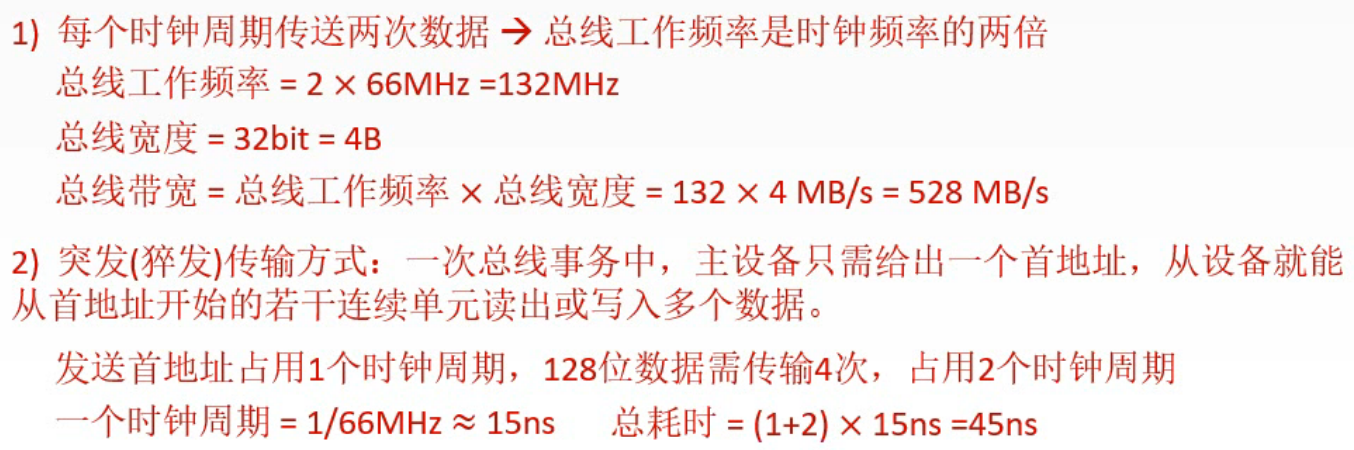 1) 每个时钟周期传送两次数据 → 总线工作频率是时钟频率的两倍
总线工作频率 = 2 × 66MHz =132MHz
总线宽度 = 32bit = 4B
总线带宽 = 总线工作频率 × 总线宽度 = 132 × 4 MB/s = 528 MB/s
2) 突发(猝发)传输方式：一次总线事务中，主设备只需给出一个首地址，从设备就能
从首地址开始的若干连续单元读出或写入多个数据。
发送首地址占用1个时钟周期，128位数据需传输4次，占用2个时钟周期
一个时钟周期 = 1/66MHz ≈ 15ns 总耗时 = (1+2) × 15ns =45ns